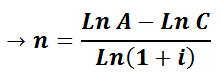 → n = (Ln A − Ln C) / Ln(1 + i)